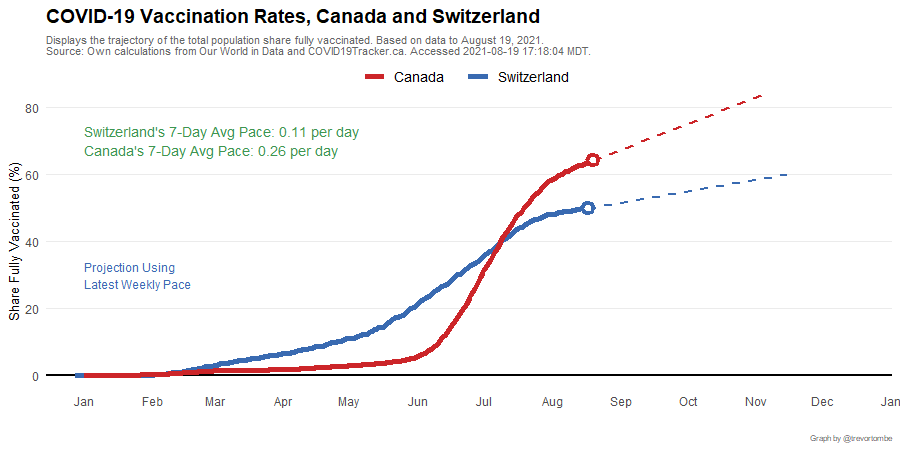 COVID-19 Vaccination Rates, Canada and Switzerland
Displays the trajectory of the total population share fully vaccinated. Based on data to August 19, 2021.
Source: Own calculations from Our World in Data and COVID19Tracker.ca. Accessed 2021-08-19 17:18:04 MDT.
Canada Switzerland
80
Switzerland's 7-Day Avg Pace: 0.11 per day
Canada's 7-Day Avg Pace: 0.26 per day
60
Share Fully Vaccinated (%)
40
Projection Using
Latest Weekly Pace
20
0
Jan Feb Mar Apr May Jun Jul Aug Sep Oct Nov Dec Jan
Graph by @trevortombe